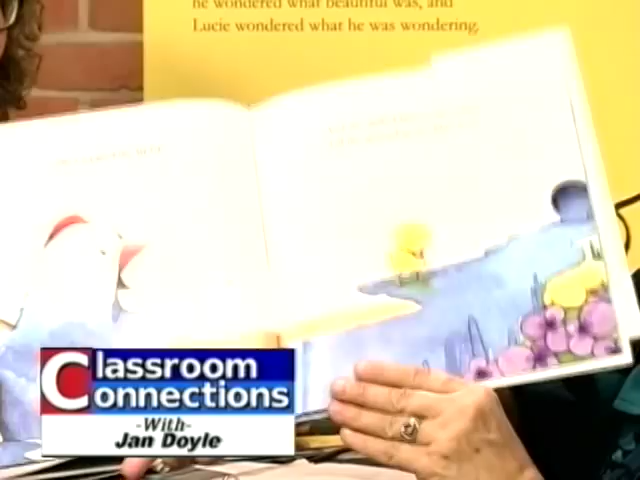 he wondered what beautiful was, and
Lucie wondered what he was wondering.
Classroom
Connections
-With-
Jan Doyle